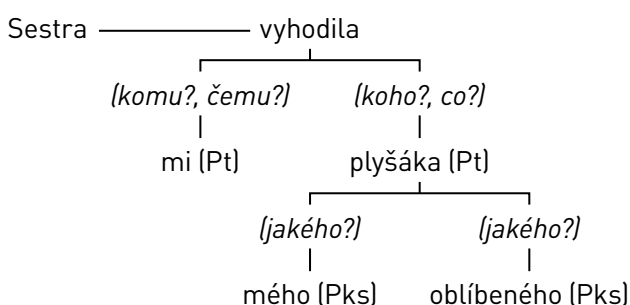 Sestra vyhodila
(komu?, čemu?) (koho?, co?)
mi (Pt) plyšáka (Pt)
(jakého?) (jakého?)
mého (Pks) oblíbeného (Pks)